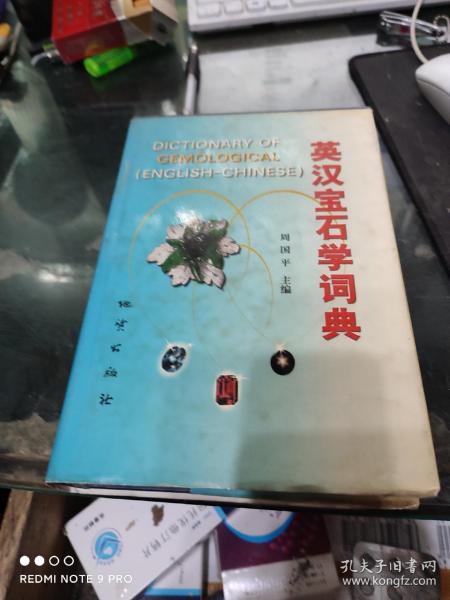 DICTIONARY OF
GEMOLOGICAL
(ENGLISH-CHINESE)
英汉宝石学词典
周国平 主编
地质出版社
REDMI NOTE 9 PRO
孔夫子旧书网
www.kongfz.com